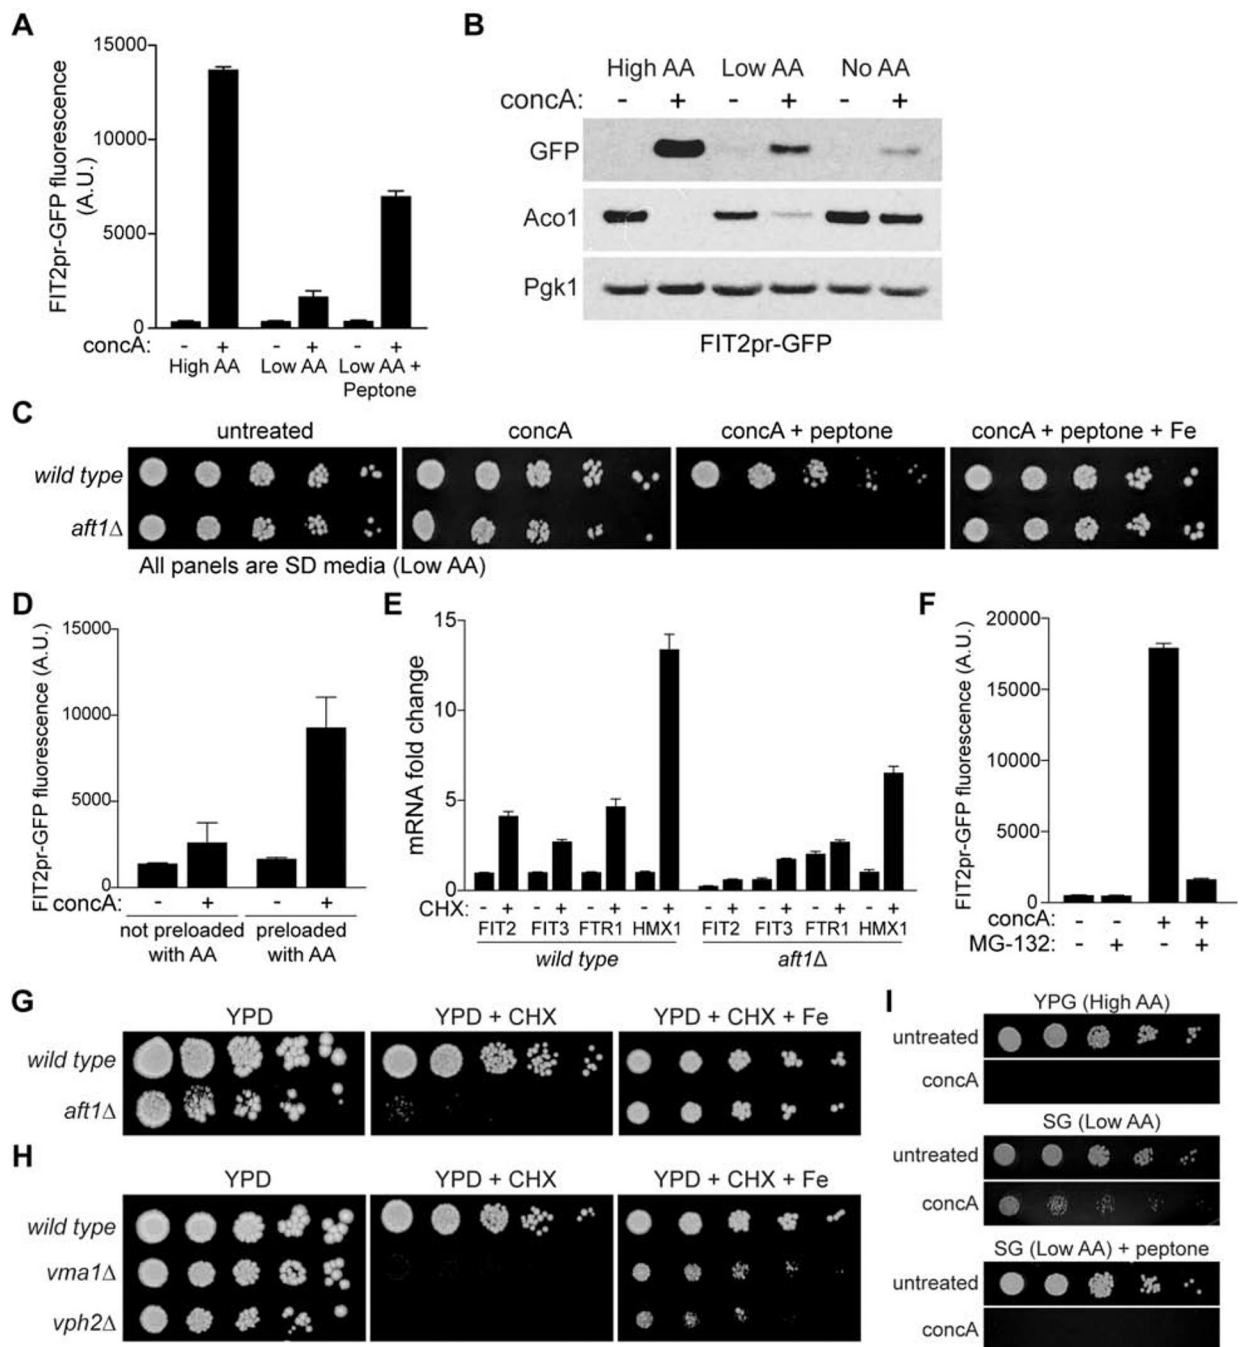 A
15000
10000
5000
0
FIT2pr-GFP fluorescence
(A.U.)
concA: - + - + - +
High AA Low AA Low AA +
Peptone
B
High AA Low AA No AA
concA: - + - + - +
GFP
Aco1
Pgk1
FIT2pr-GFP
C
untreated concA concA + peptone concA + peptone + Fe
wild type
aft1Δ
All panels are SD media (Low AA)
D
FIT2pr-GFP fluorescence (A.U.)
15000
10000
5000
0
concA: - + - +
not preloaded preloaded
with AA with AA
E
mRNA fold change
15
10
5
0
CHX: - + - + - + - + - + - + - + - +
FIT2 FIT3 FTR1 HMX1 FIT2 FIT3 FTR1 HMX1
wild type aft1Δ
F
FIT2pr-GFP fluorescence (A.U.)
20000
15000
10000
5000
0
concA: - - + +
MG-132: - + - +
G
YPD YPD + CHX YPD + CHX + Fe
wild type
aft1Δ
H
YPD YPD + CHX YPD + CHX + Fe
wild type
vma1Δ
vph2Δ
I
YPG (High AA)
untreated
concA
SG (Low AA)
untreated
concA
SG (Low AA) + peptone
untreated
concA